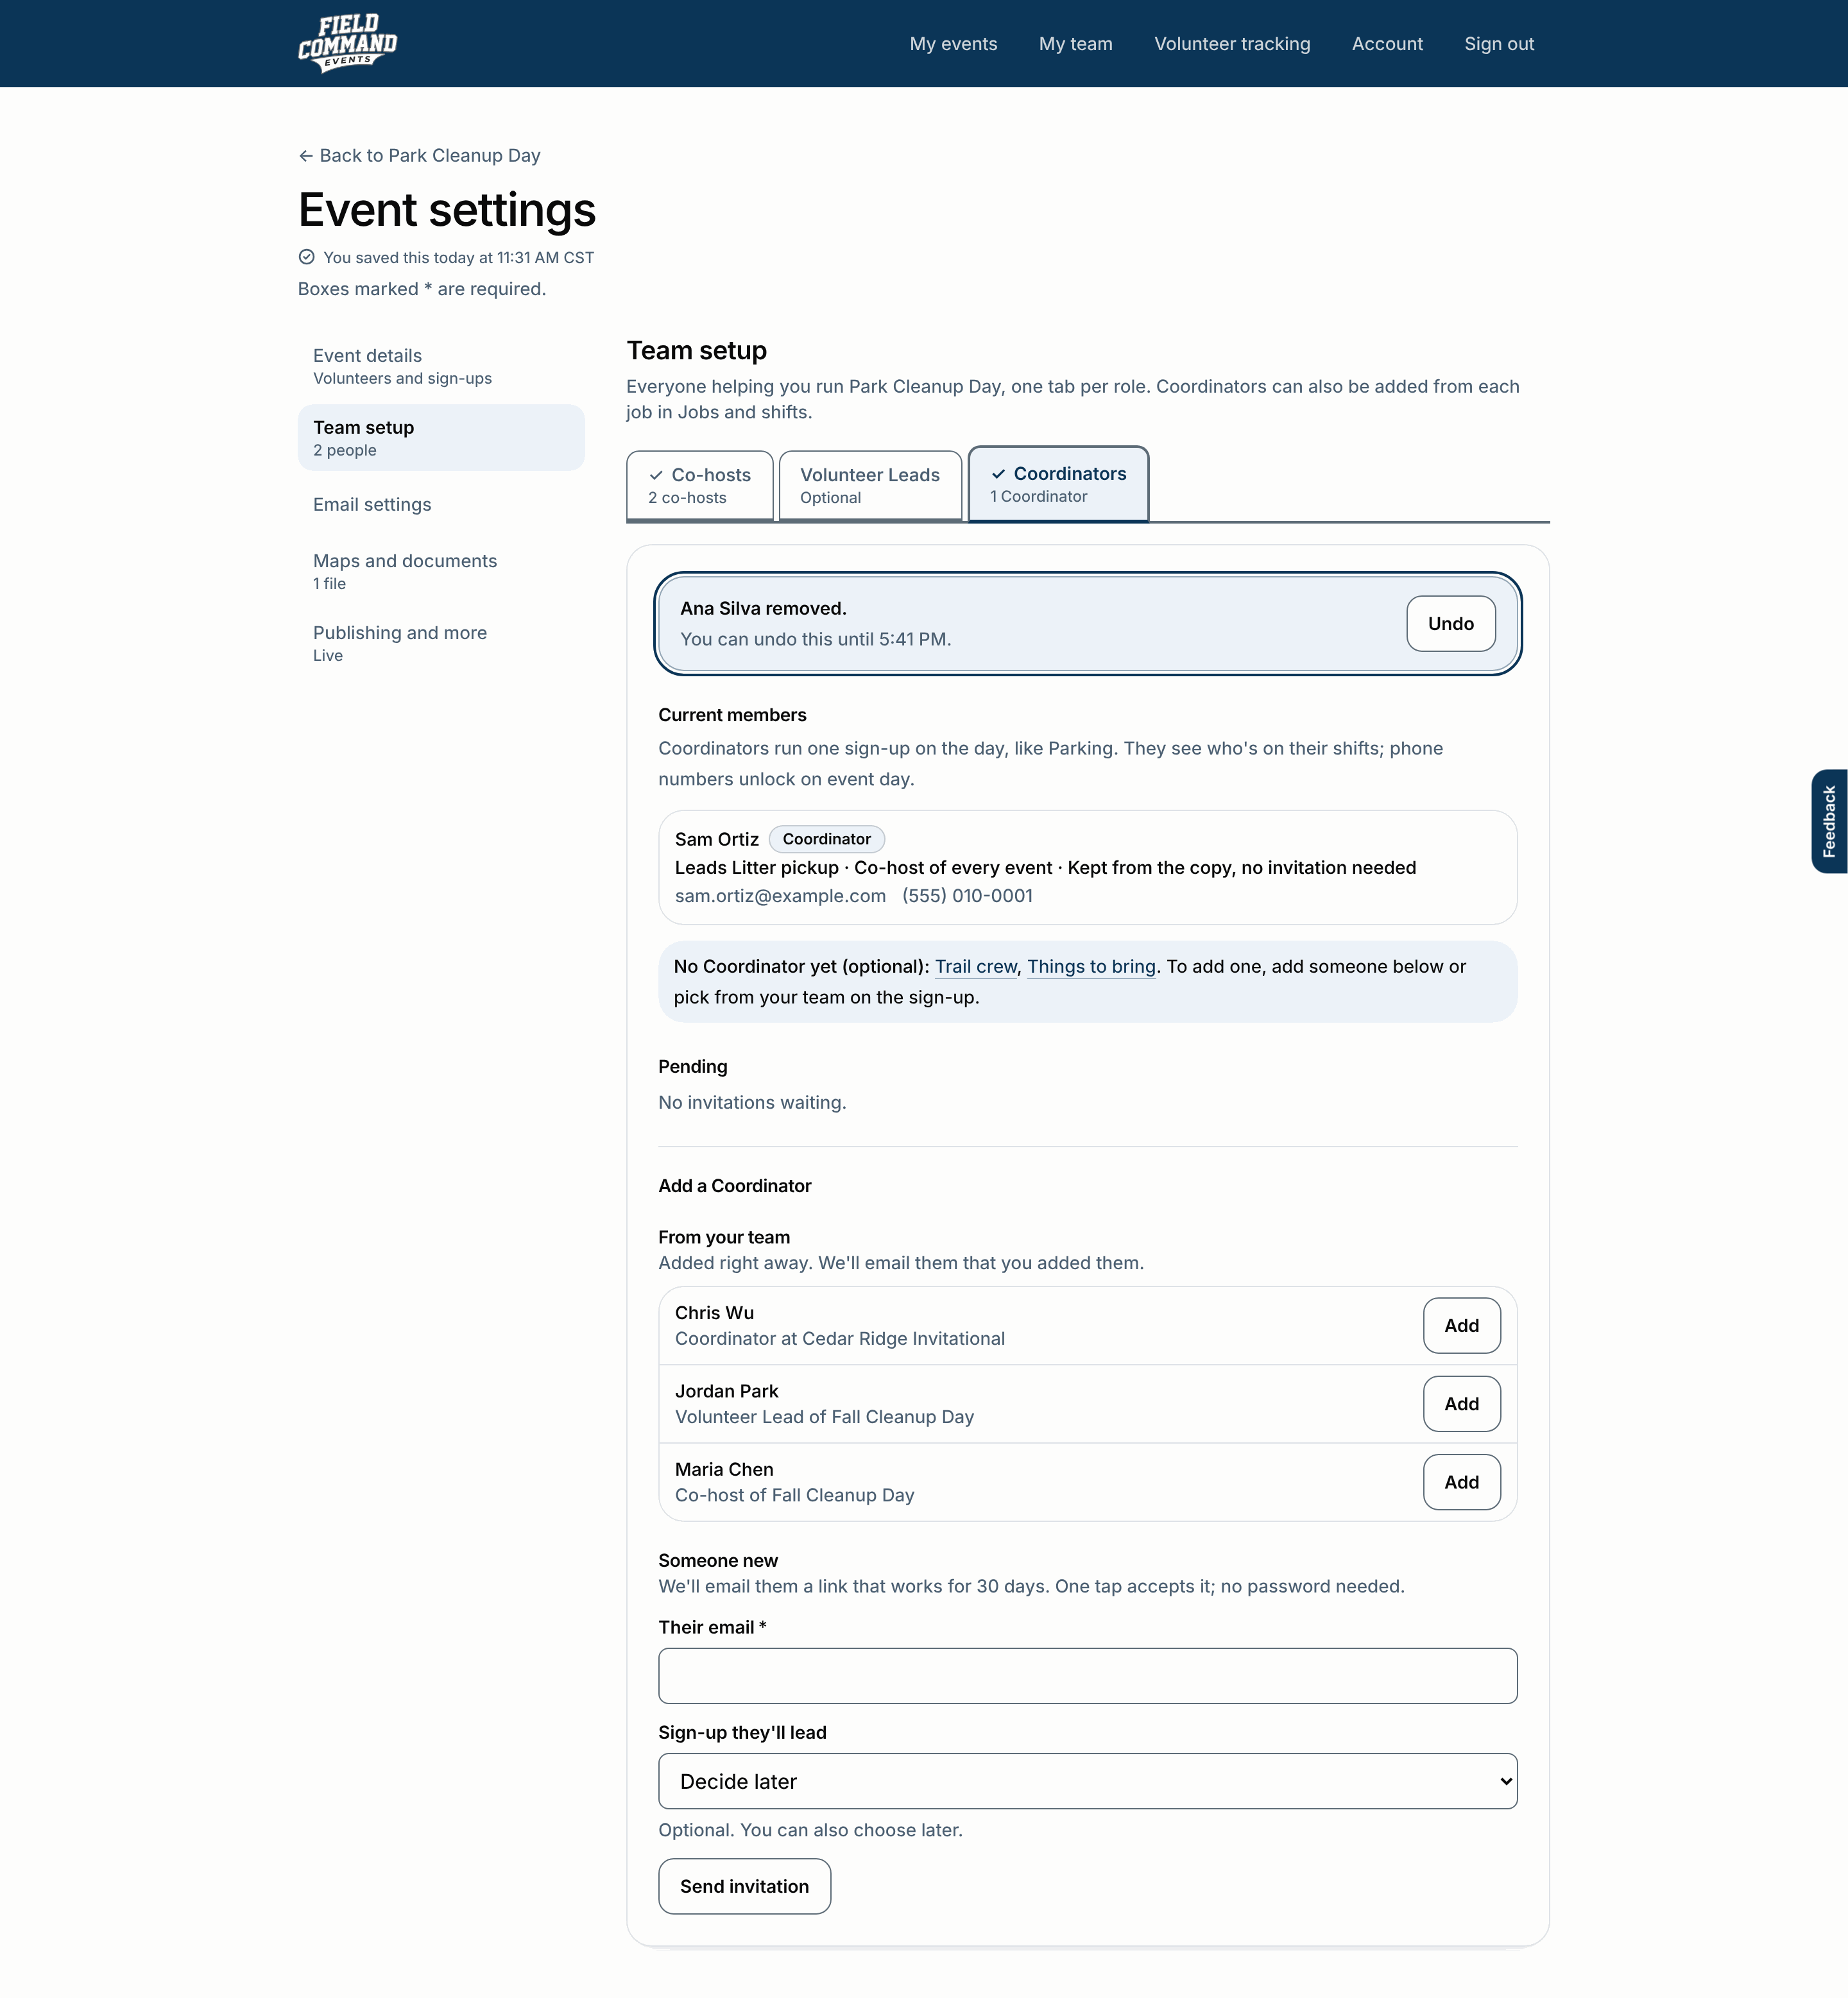 FIELD
COMMAND
EVENTS
My events
My team
Volunteer tracking
Account
Sign out
← Back to Park Cleanup Day
Event settings
You saved this today at 11:31 AM CST
Boxes marked * are required.
Event details
Volunteers and sign-ups
Team setup
2 people
Email settings
Maps and documents
1 file
Publishing and more
Live
Team setup
Everyone helping you run Park Cleanup Day, one tab per role. Coordinators can also be added from each
job in Jobs and shifts.
✓ Co-hosts
2 co-hosts
Volunteer Leads
Optional
✓ Coordinators
1 Coordinator
Ana Silva removed.
You can undo this until 5:41 PM.
Undo
Current members
Coordinators run one sign-up on the day, like Parking. They see who's on their shifts; phone
numbers unlock on event day.
Sam Ortiz Coordinator
Leads Litter pickup · Co-host of every event · Kept from the copy, no invitation needed
sam.ortiz@example.com (555) 010-0001
No Coordinator yet (optional): Trail crew, Things to bring. To add one, add someone below or
pick from your team on the sign-up.
Pending
No invitations waiting.
Add a Coordinator
From your team
Added right away. We'll email them that you added them.
Chris Wu
Coordinator at Cedar Ridge Invitational
Add
Jordan Park
Volunteer Lead of Fall Cleanup Day
Add
Maria Chen
Co-host of Fall Cleanup Day
Add
Someone new
We'll email them a link that works for 30 days. One tap accepts it; no password needed.
Their email *
Sign-up they'll lead
Decide later
Optional. You can also choose later.
Send invitation
Feedback